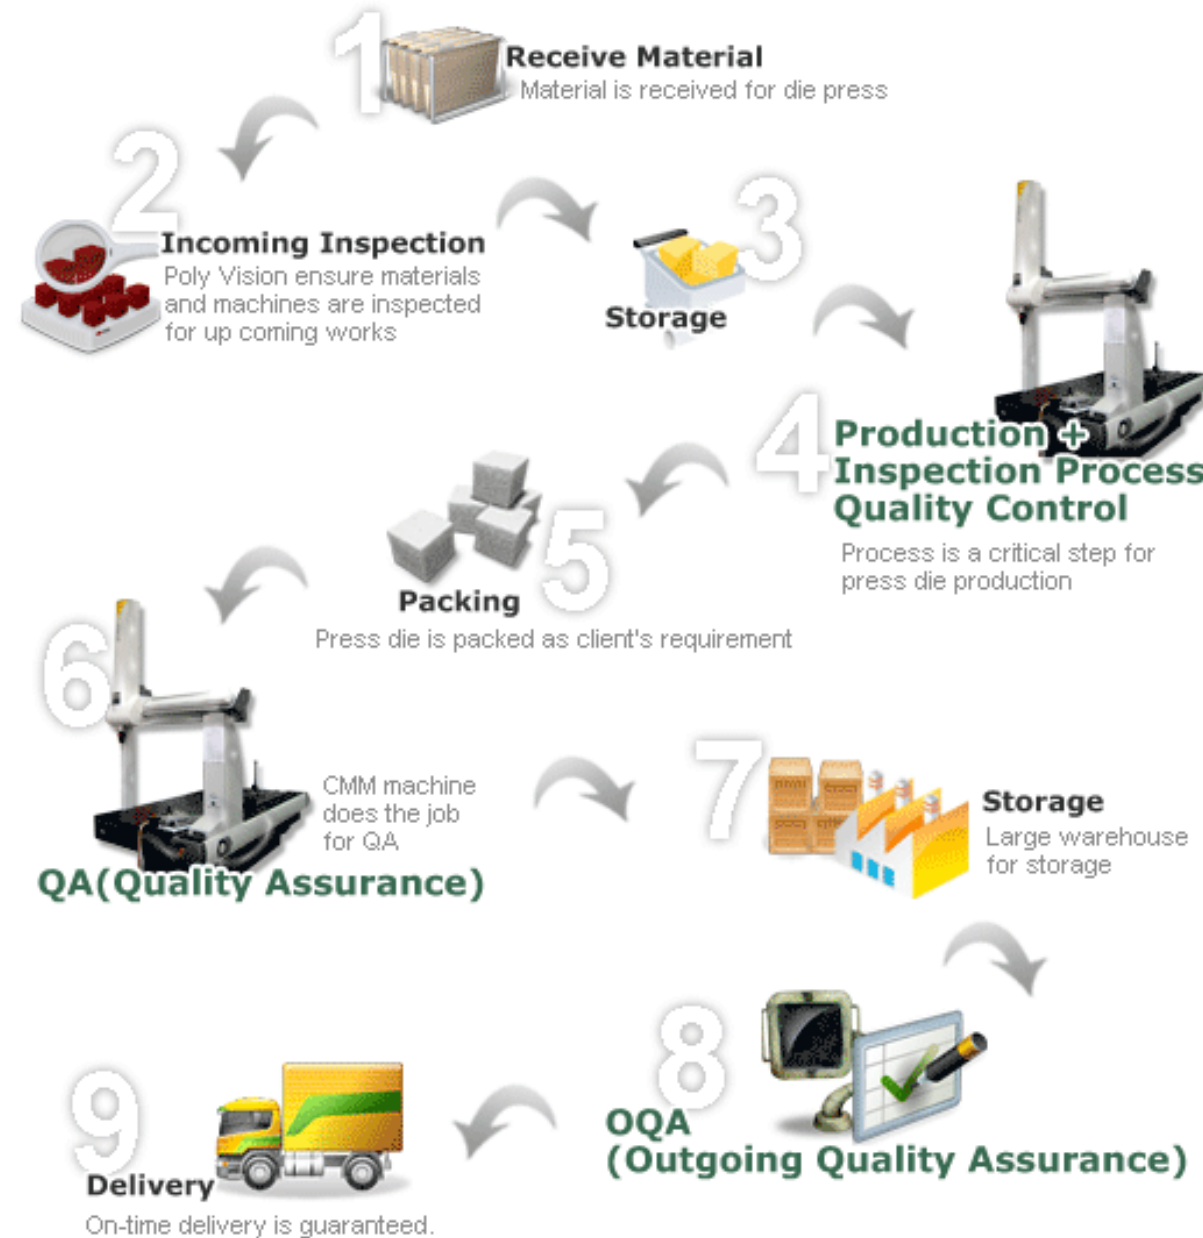 1
Receive Material
Material is received for die press
2
Incoming Inspection
Poly Vision ensure materials
and machines are inspected
for up coming works
3
Storage
4
Production +
Inspection Process
Quality Control
Process is a critical step for
press die production
5
Packing
Press die is packed as client's requirement
6
CMM machine
does the job
for QA
QA(Quality Assurance)
7
Storage
Large warehouse
for storage
8
OQA
(Outgoing Quality Assurance)
9
Delivery
On-time delivery is guaranteed.